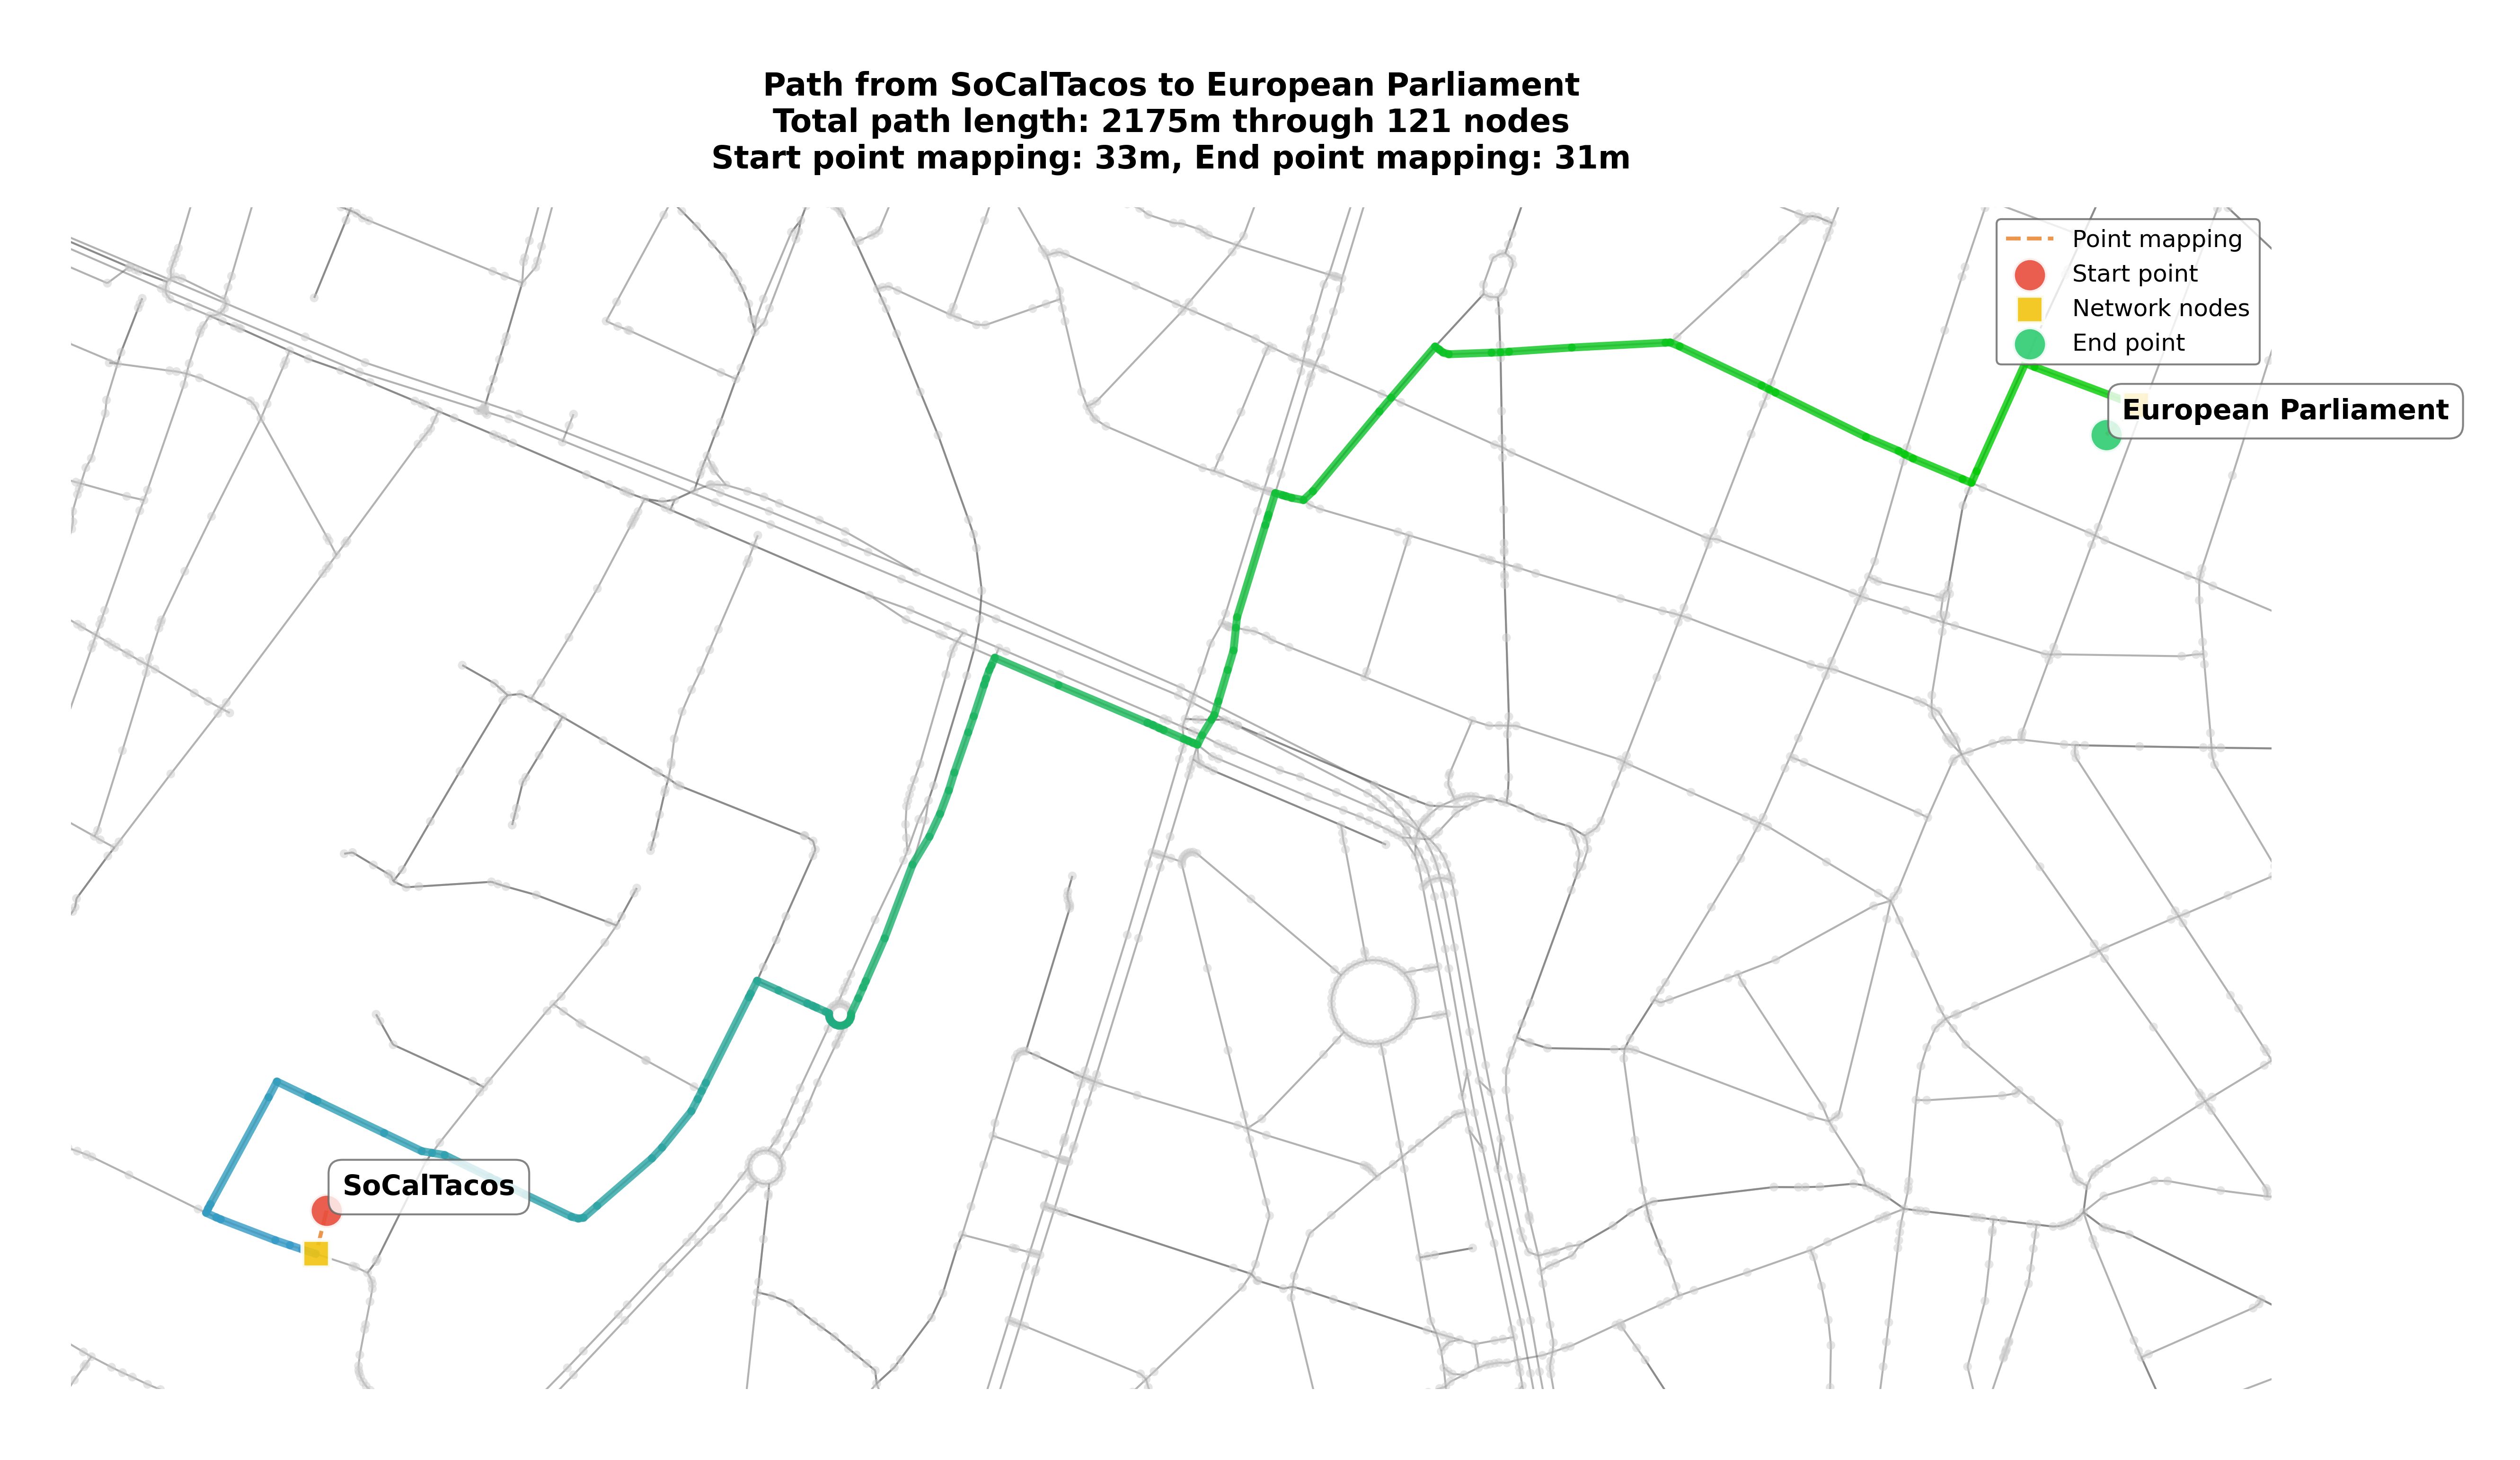 Path from SoCalTacos to European Parliament
Total path length: 2175m through 121 nodes
Start point mapping: 33m, End point mapping: 31m
Point mapping
Start point
Network nodes
End point
European Parliament
SoCalTacos